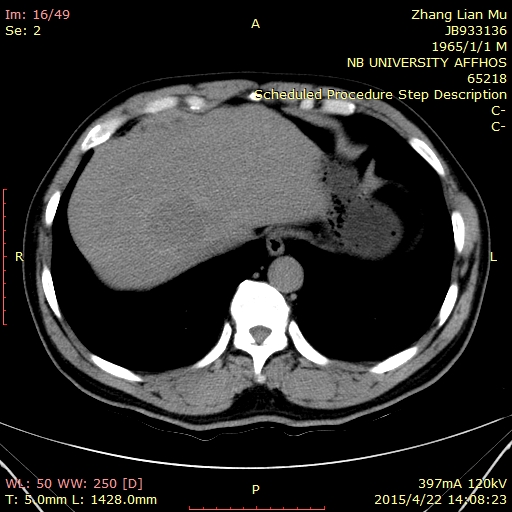 Im: 16/49
Se: 2
A
Zhang Lian Mu
JB933136
1965/1/1 M
NB UNIVERSITY AFFHOS
65218
Scheduled Procedure Step Description
C-
C-
R
L
WL: 50 WW: 250 [D]
T: 5.0mm L: 1428.0mm
P
397mA 120kV
2015/4/22 14:08:23